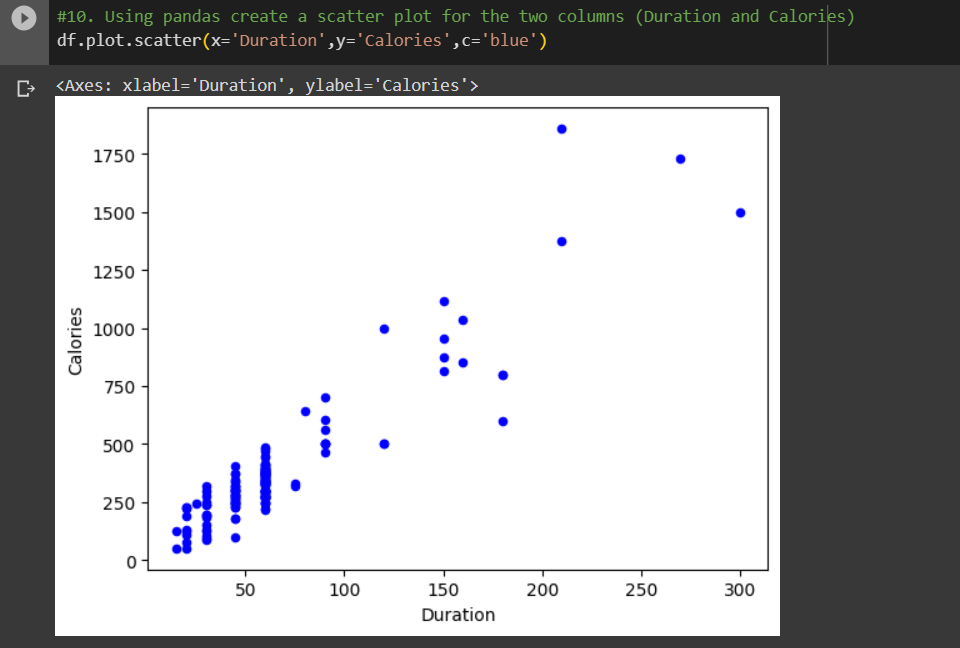 #10. Using pandas create a scatter plot for the two columns (Duration and Calories)
df.plot.scatter(x='Duration',y='Calories',c='blue')
<Axes: xlabel='Duration', ylabel='Calories'>
1750
1500
1250
1000
750
500
250
0
Calories
50 100 150 200 250 300
Duration